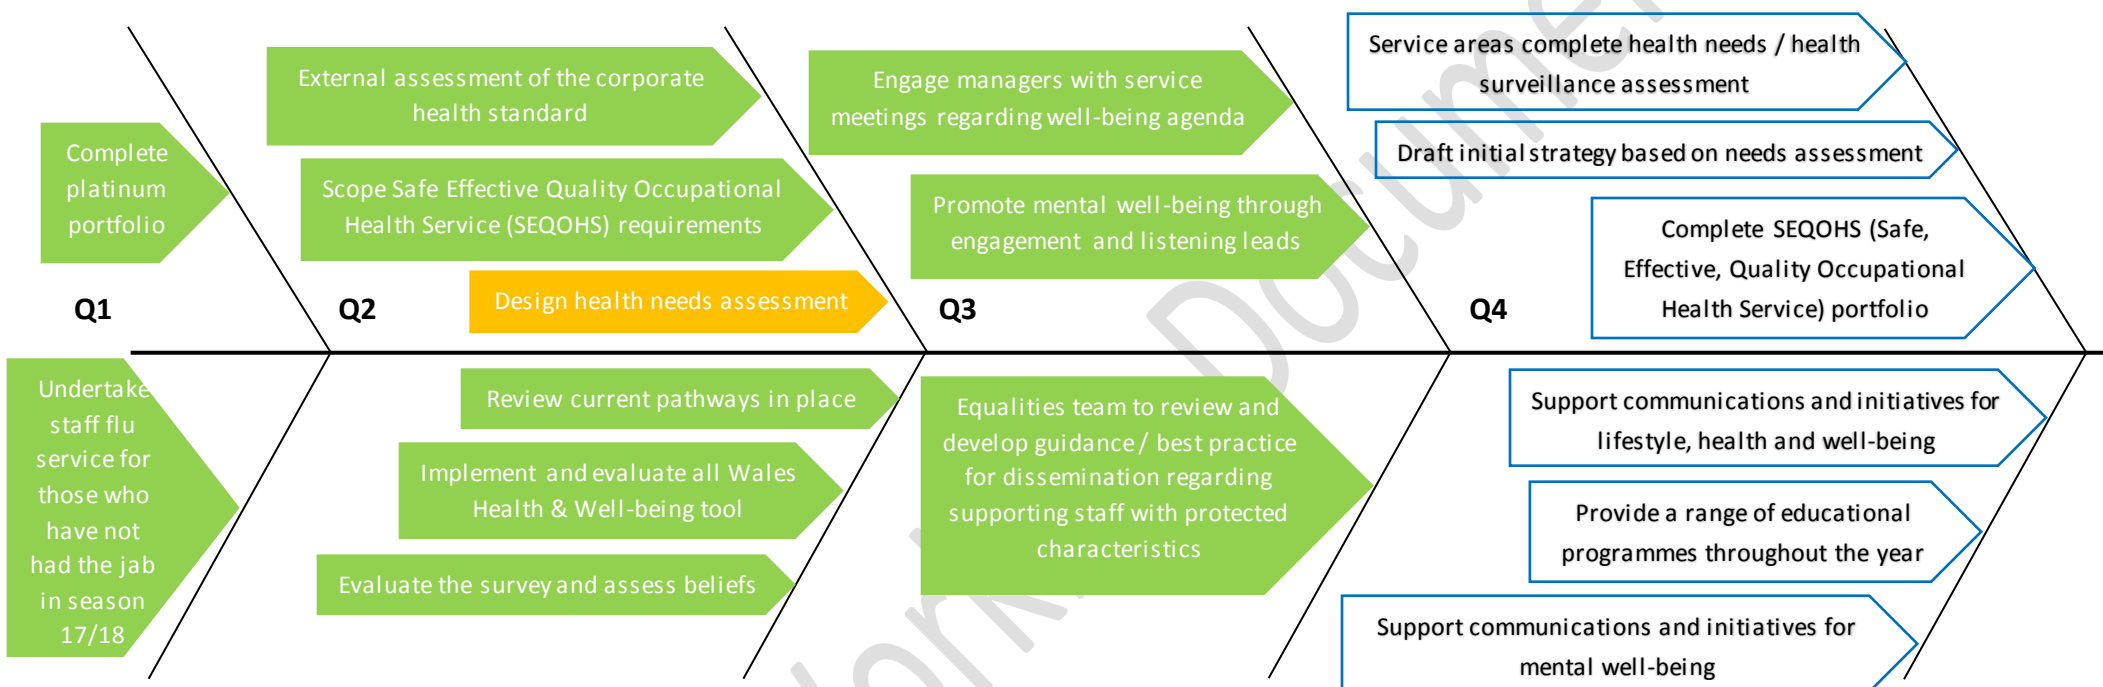 Complete
platinum
portfolio
Q1
Undertake
staff flu
service for
those who
have not
had the jab
in season
17/18
External assessment of the corporate
health standard
Scope Safe Effective Quality Occupational
Health Service (SEQOHS) requirements
Design health needs assessment
Q2
Review current pathways in place
Implement and evaluate all Wales
Health & Well-being tool
Evaluate the survey and assess beliefs
Engage managers with service
meetings regarding well-being agenda
Promote mental well-being through
engagement and listening leads
Q3
Equalities team to review and
develop guidance / best practice
for dissemination regarding
supporting staff with protected
characteristics
Service areas complete health needs / health
surveillance assessment
Draft initial strategy based on needs assessment
Complete SEQOHS (Safe,
Effective, Quality Occupational
Health Service) portfolio
Q4
Support communications and initiatives for
lifestyle, health and well-being
Provide a range of educational
programmes throughout the year
Support communications and initiatives for
mental well-being